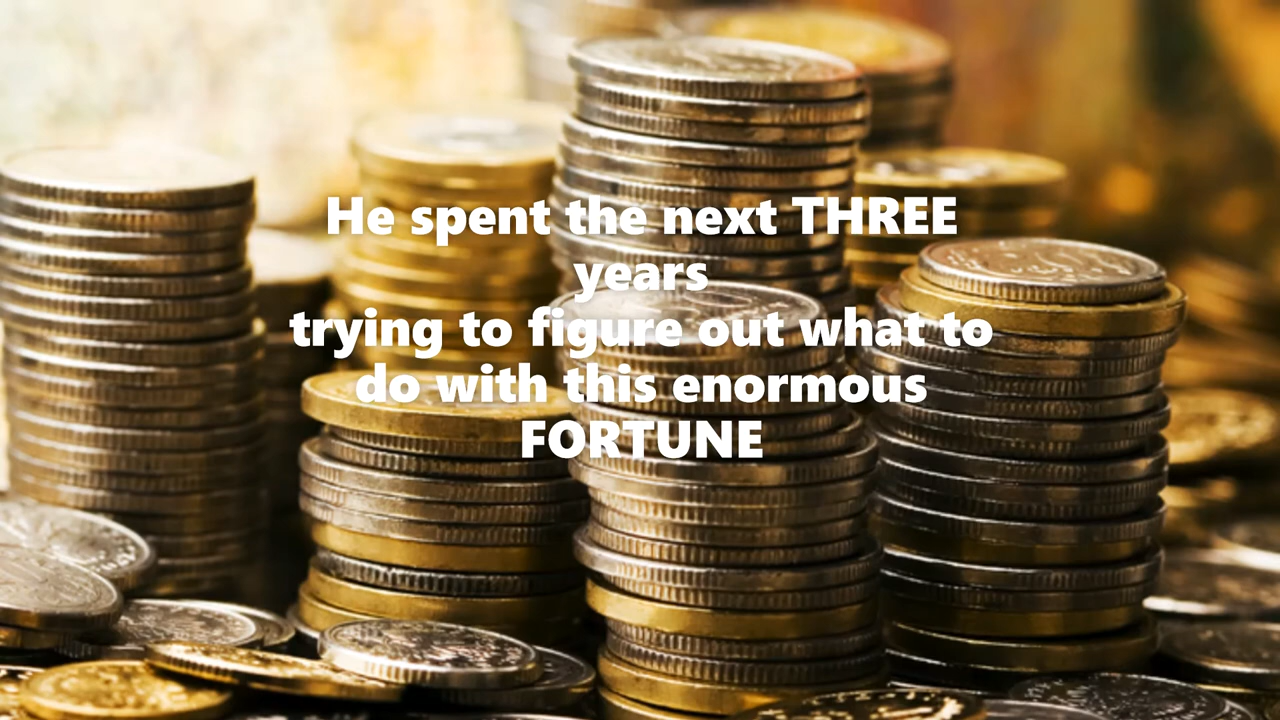 He spent the next THREE
years
trying to figure out what to
do with this enormous
FORTUNE